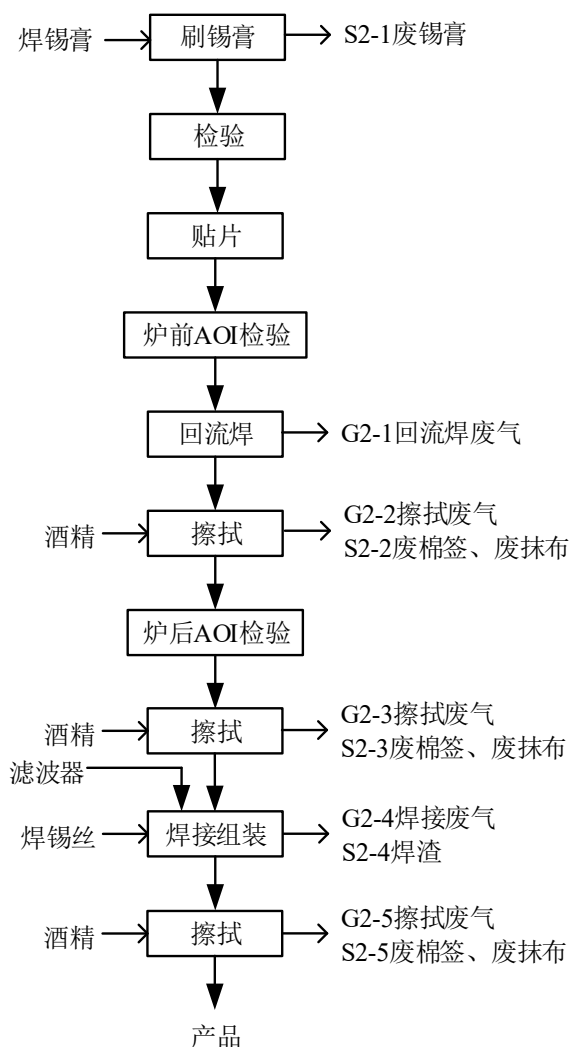 焊锡膏
刷锡膏
S2-1废锡膏
检验
贴片
炉前AOI检验
回流焊
G2-1回流焊废气
酒精
擦拭
G2-2擦拭废气
S2-2废棉签、废抹布
炉后AOI检验
酒精
擦拭
G2-3擦拭废气
S2-3废棉签、废抹布
滤波器
焊锡丝
焊接组装
G2-4焊接废气
S2-4焊渣
酒精
擦拭
G2-5擦拭废气
S2-5废棉签、废抹布
产品